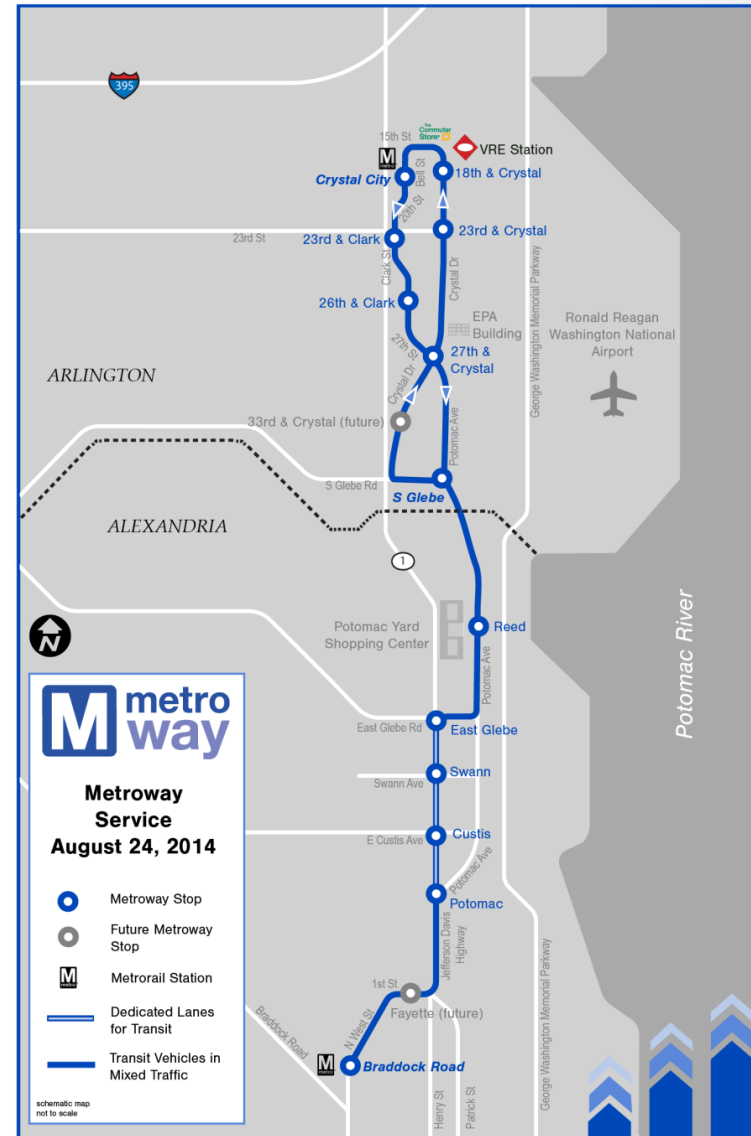 395
15th St
The
Commuter
Store
M
metro
VRE Station
Crystal City
Bell St
18th & Crystal
20th St
23rd St
23rd & Clark
23rd & Crystal
Clark St
Crystal Dr
George Washington Memorial Parkway
26th & Clark
EPA
Building
Ronald Reagan
Washington National
Airport
27th St
27th &
Crystal
ARLINGTON
Crystal Dr
Potomac Ave
33rd & Crystal (future)
S Glebe Rd
S Glebe
ALEXANDRIA
1
N
Potomac Yard
Shopping Center
Reed
Potomac Ave
Potomac River
East Glebe Rd
East Glebe
Swann
Swann Ave
Custis
E Custis Ave
Potomac Ave
Potomac
Jefferson Davis
Highway
1st St
Fayette (future)
N West St
Braddock Road
M
metro
Braddock Road
Henry St
Patrick St
George Washington Memorial Parkway
M metro
way
Metroway
Service
August 24, 2014
Metroway Stop
Future Metroway
Stop
M
metro
Metrorail Station
Dedicated Lanes
for Transit
Transit Vehicles in
Mixed Traffic
schematic map
not to scale